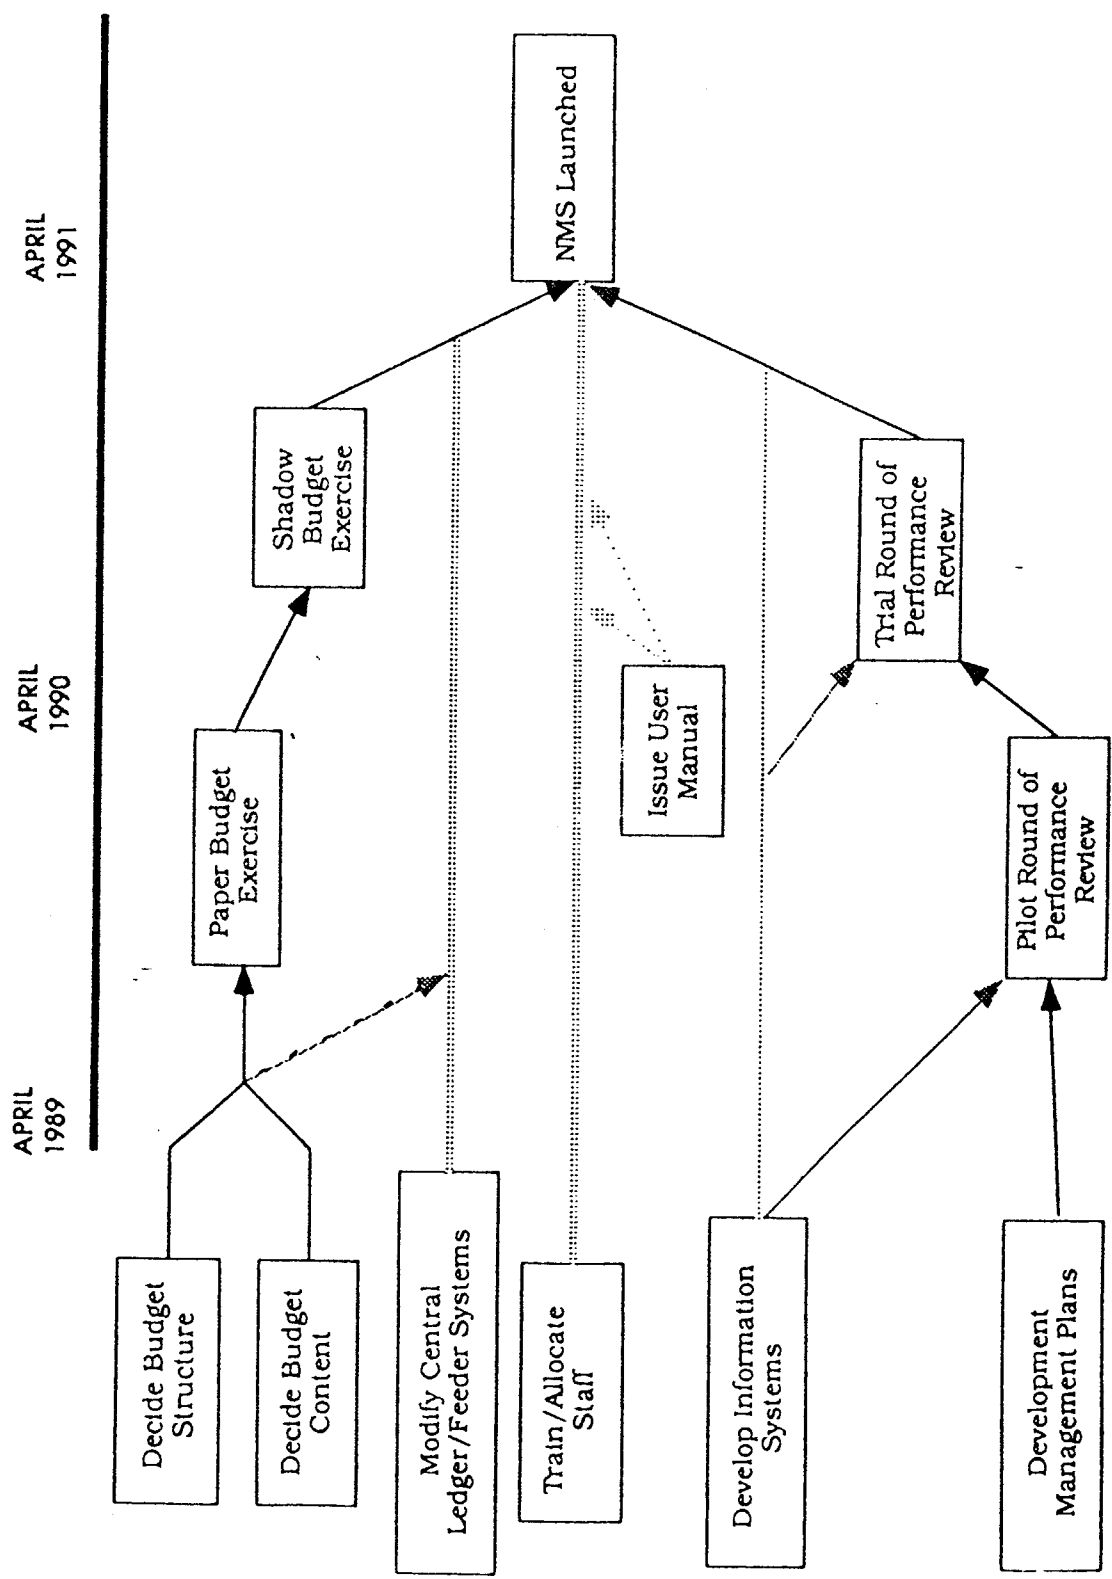 APRIL
1989
APRIL
1990
APRIL
1991
Decide Budget
Structure
Decide Budget
Content
Paper Budget
Exercise
Shadow
Budget
Exercise
Modify Central
Ledger/Feeder Systems
NMS Launched
Train/Allocate
Staff
Issue User
Manual
Develop Information
Systems
Trial Round of
Performance
Review
Development
Management Plans
Pilot Round of
Performance
Review